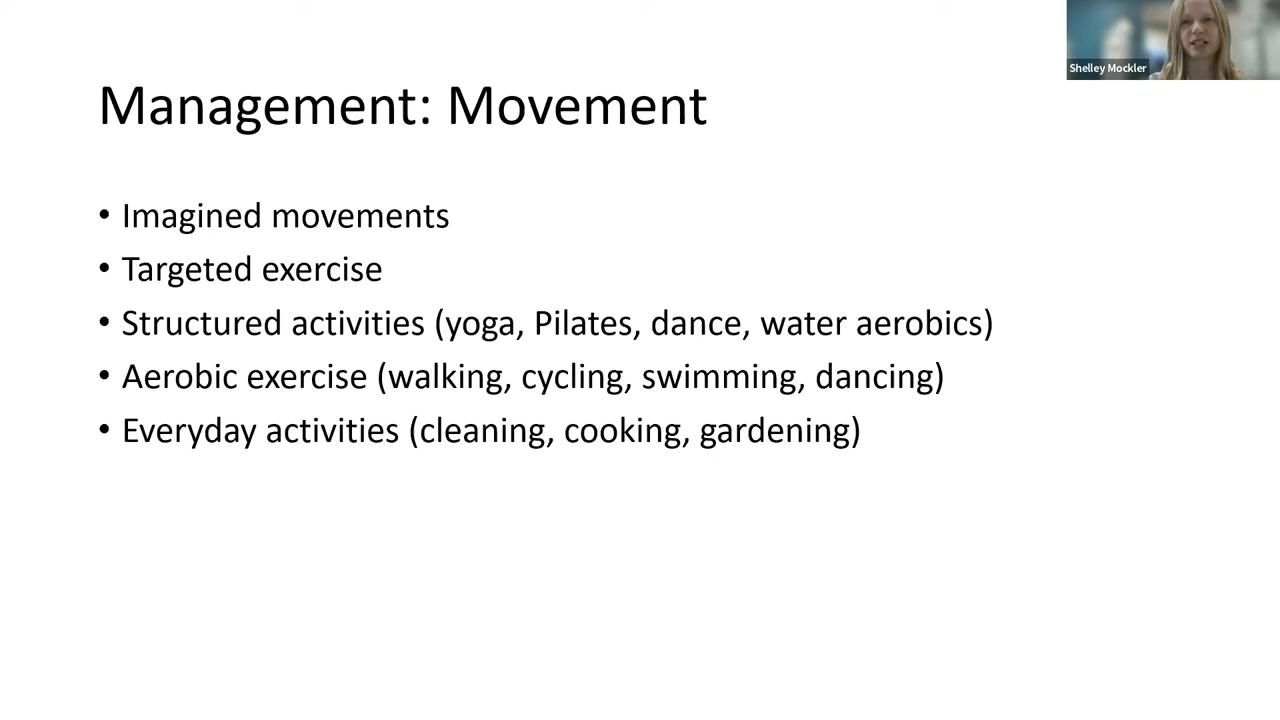 Shelley Mockler
Management: Movement
• Imagined movements
• Targeted exercise
• Structured activities (yoga, Pilates, dance, water aerobics)
• Aerobic exercise (walking, cycling, swimming, dancing)
• Everyday activities (cleaning, cooking, gardening)